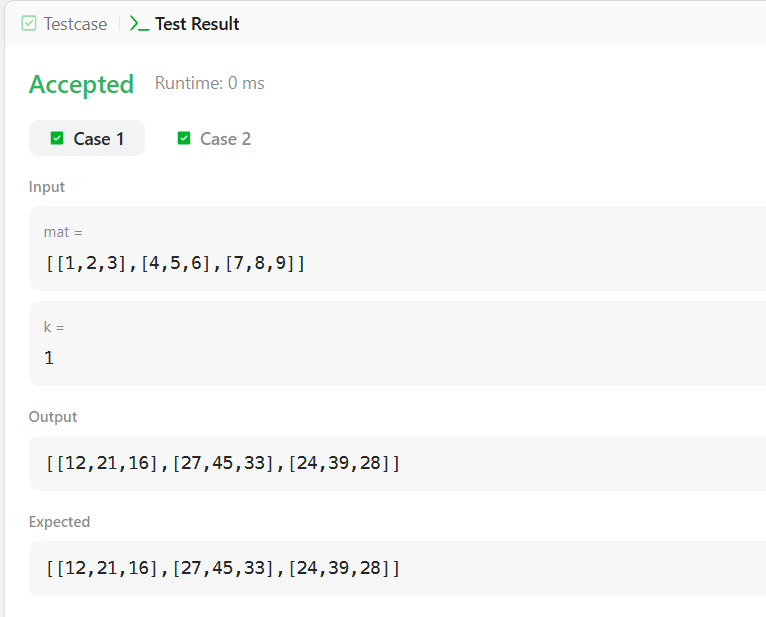 Testcase Test Result
Accepted Runtime: 0 ms
Case 1 Case 2
Input
mat =
[[1,2,3],[4,5,6],[7,8,9]]
k =
1
Output
[[12,21,16],[27,45,33],[24,39,28]]
Expected
[[12,21,16],[27,45,33],[24,39,28]]